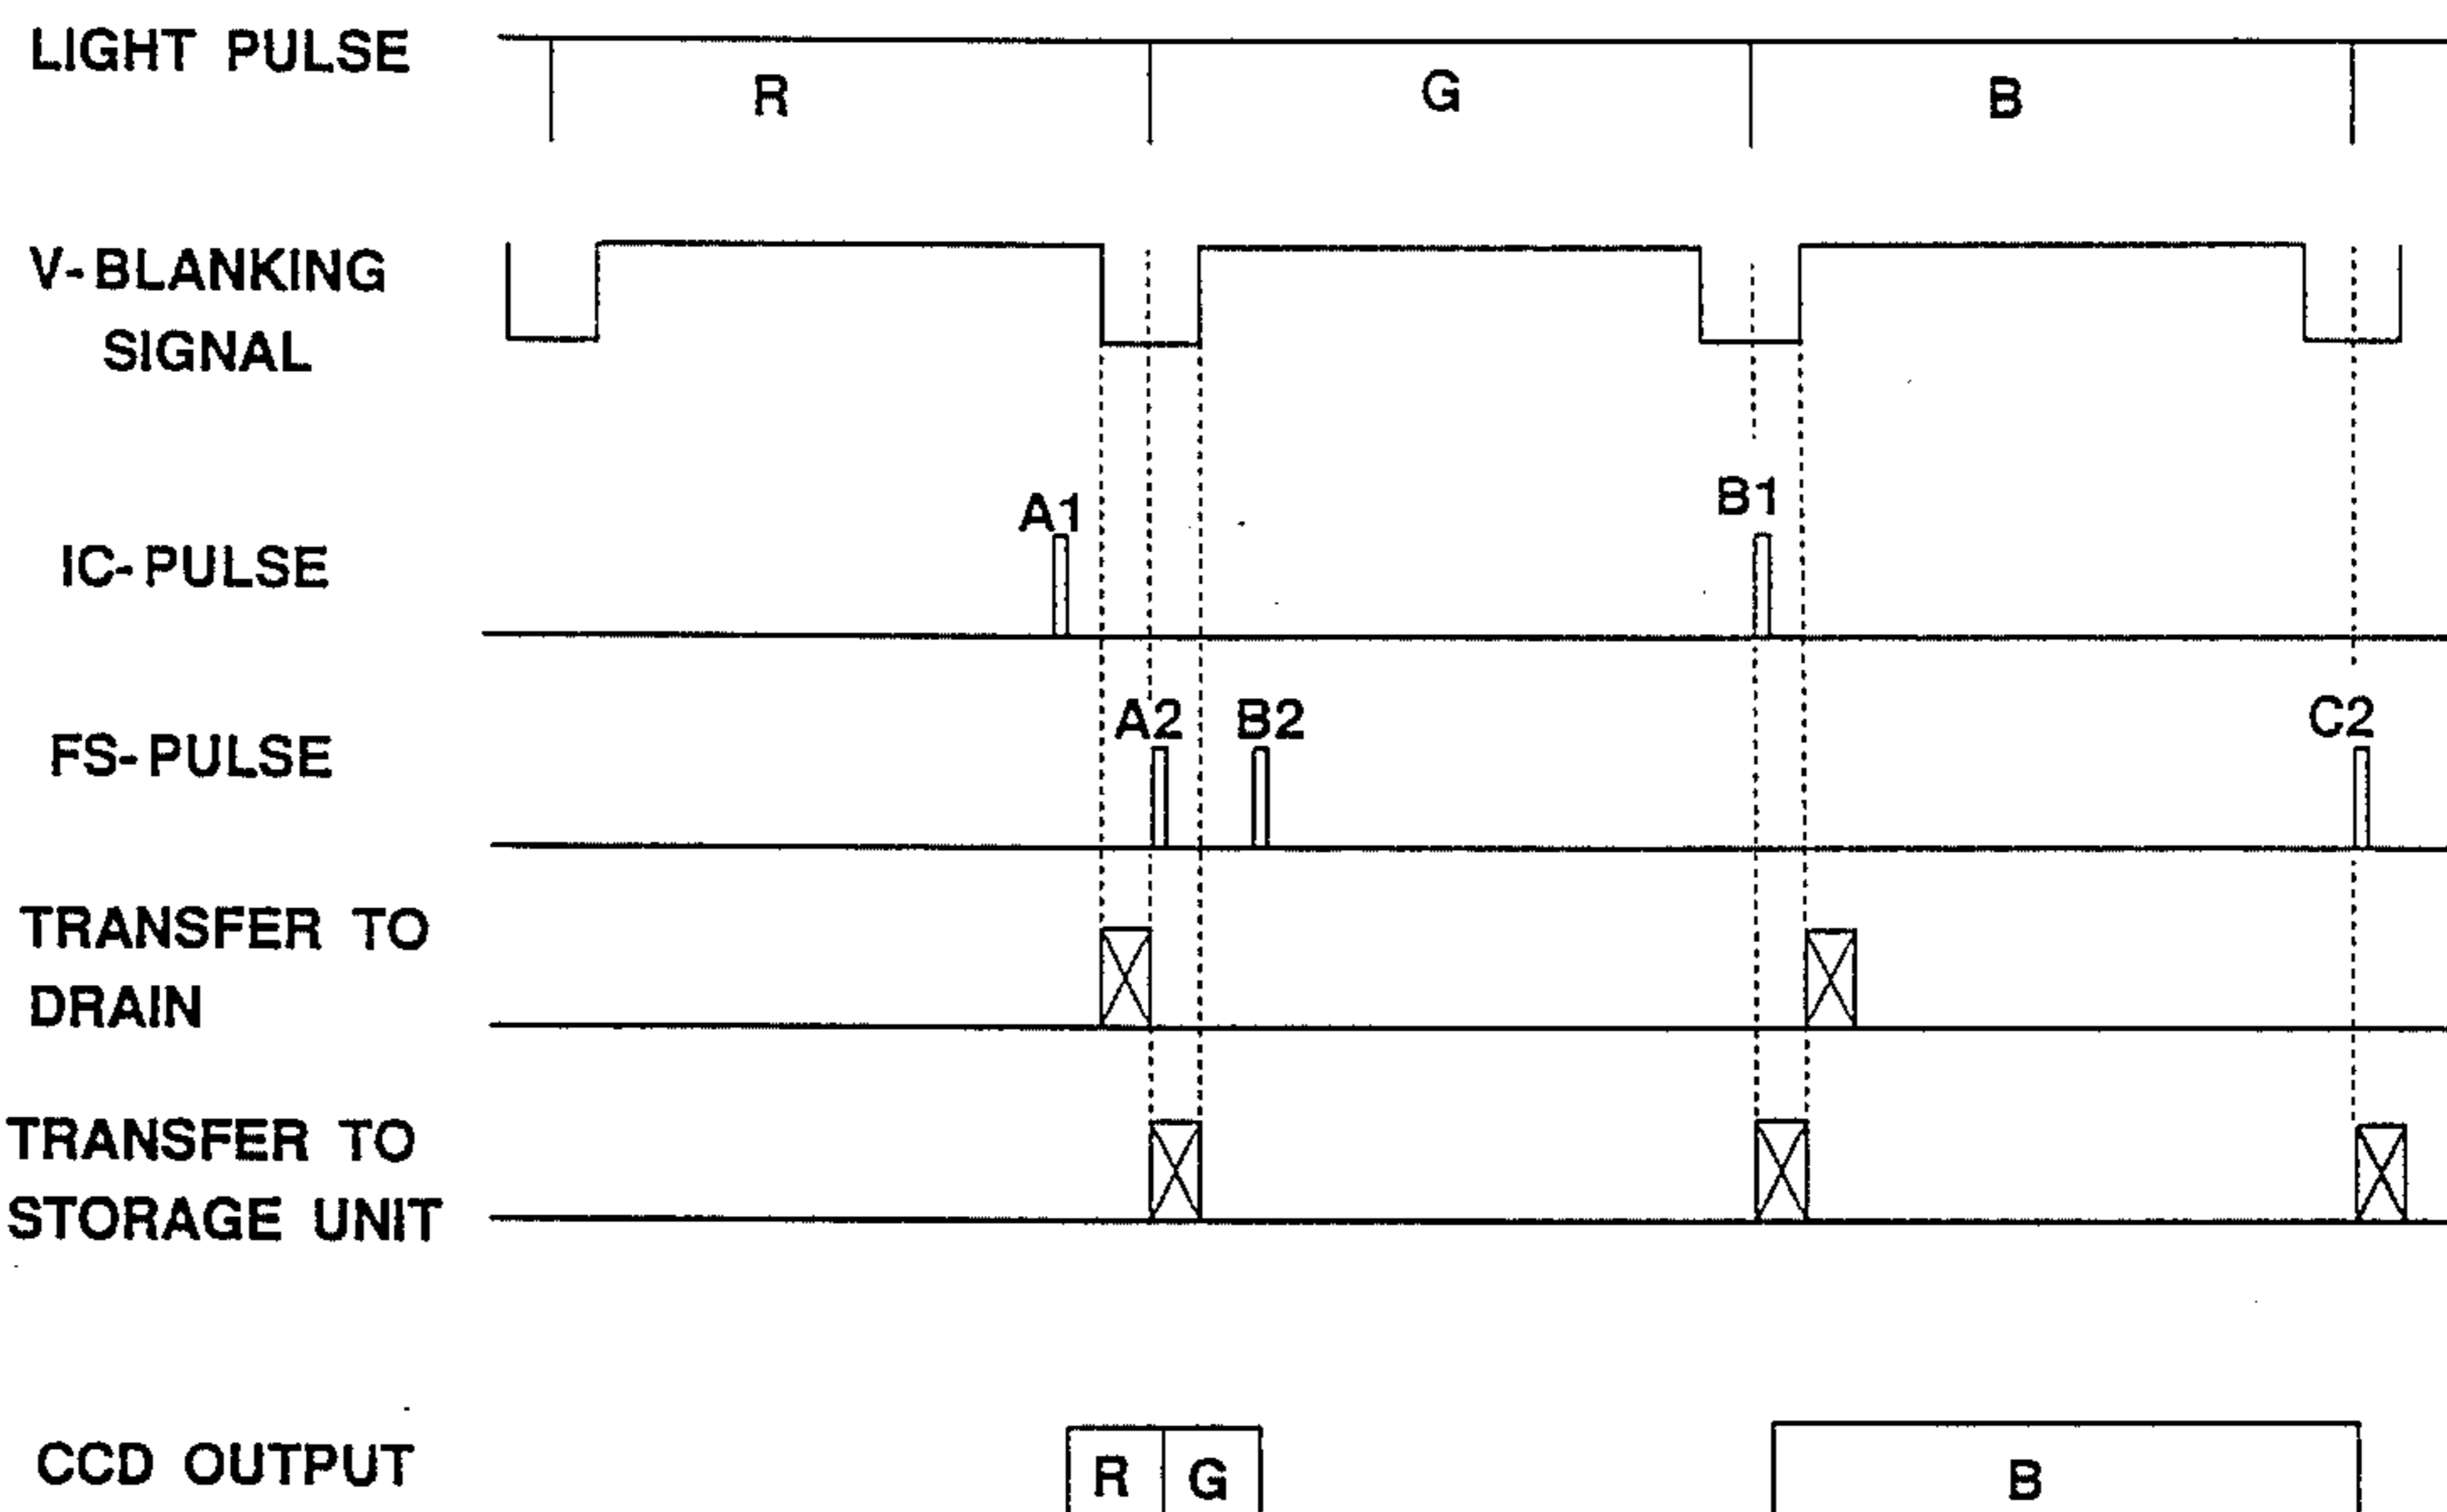 LIGHT PULSE
R G B
V-BLANKING
SIGNAL
A1 B1
IC-PULSE
A2 B2 C2
FS-PULSE
TRANSFER TO
DRAIN
TRANSFER TO
STORAGE UNIT
CCD OUTPUT
R G B